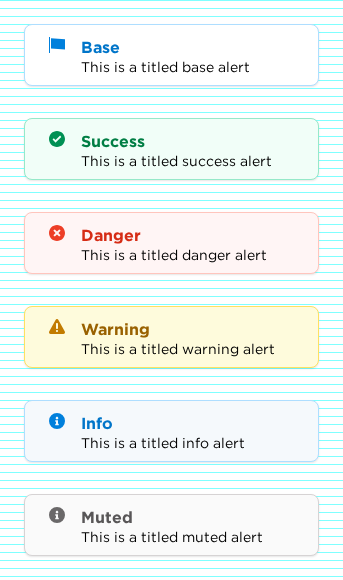 Base
This is a titled base alert
Success
This is a titled success alert
Danger
This is a titled danger alert
Warning
This is a titled warning alert
Info
This is a titled info alert
Muted
This is a titled muted alert